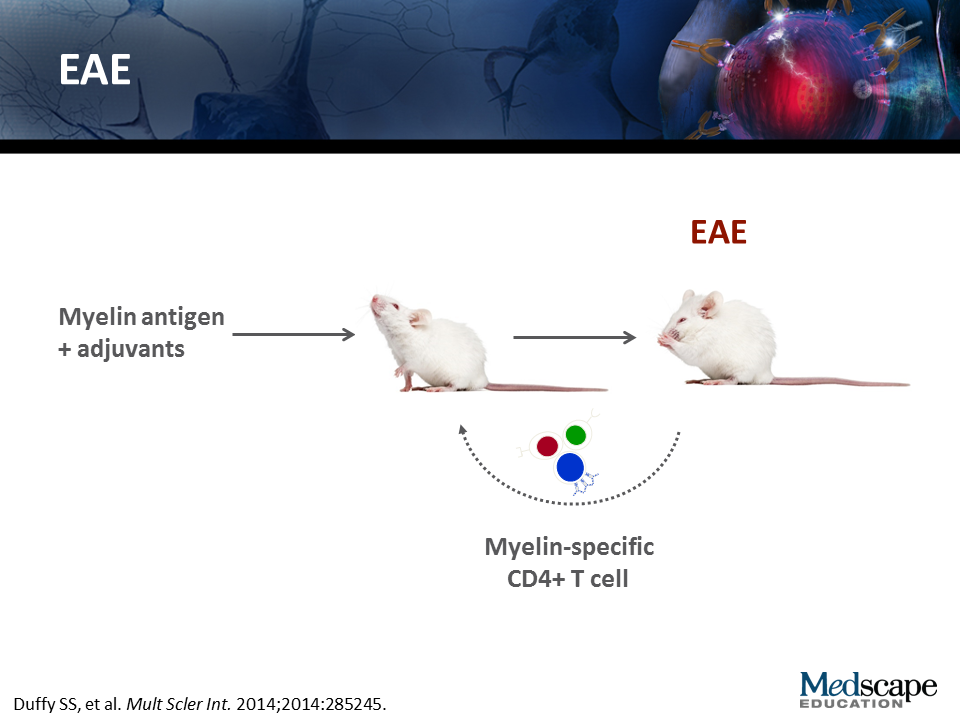 EAE
EAE
Myelin antigen
+ adjuvants
Myelin-specific
CD4+ T cell
Duffy SS, et al. Mult Scler Int. 2014;2014:285245.
Medscape
EDUCATION